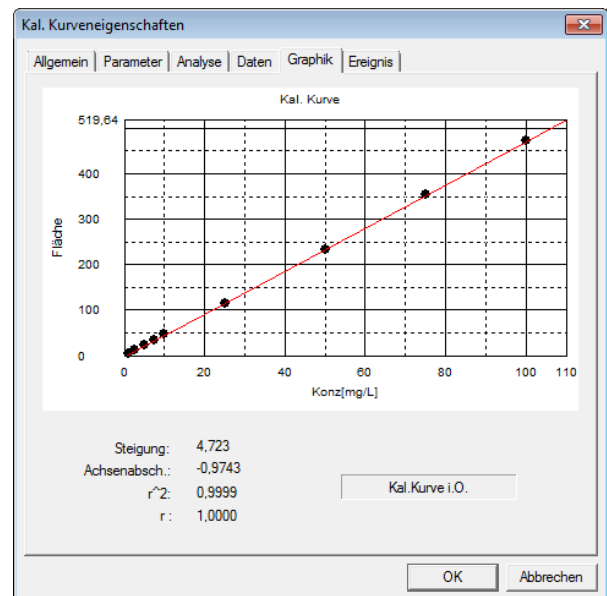 Kal. Kurveneigenschaften
Allgemein Parameter Analyse Daten Graphik Ereignis
Kal. Kurve
519,64
400
300
200
100
0
Fläche
0 20 40 60 80 100 110
Konz[mg/L]
Steigung: 4,723
Achsenabsch.: -0,9743
r^2: 0,9999
r : 1,0000
Kal.Kurve i.O.
OK Abbrechen